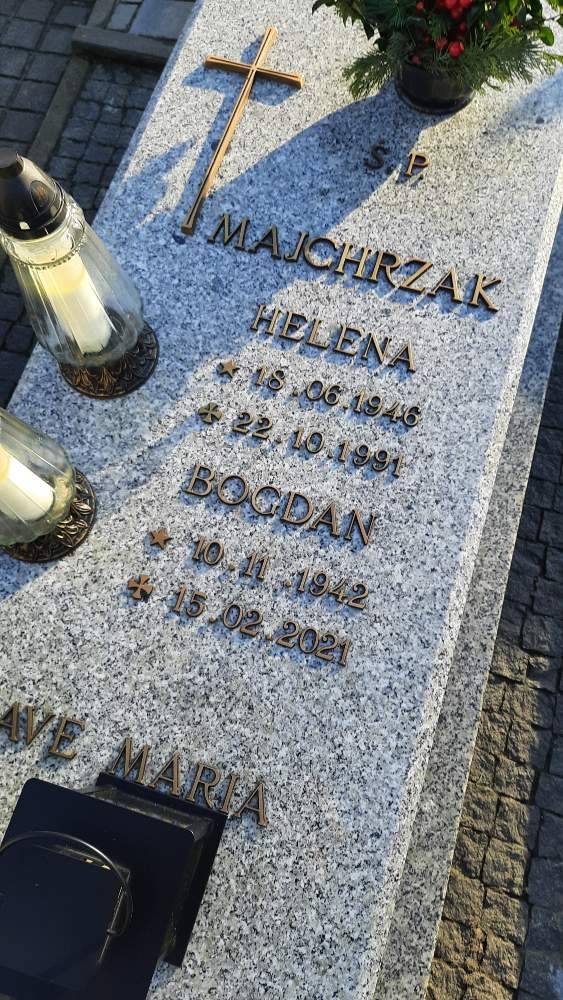 Ś. P.
MAJCHRZAK
HELENA
18.06.1946
22.10.1991
BOGDAN
10.11.1942
15.02.2021
AVE MARIA